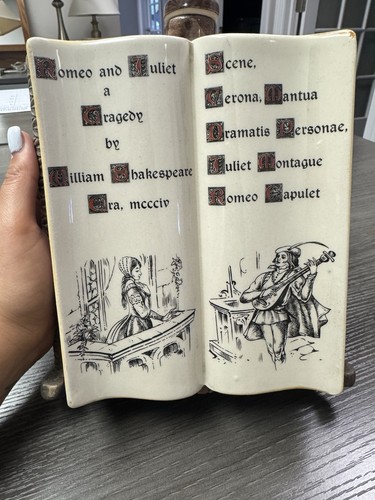 Romeo and Juliet
a
Tragedy
by
William Shakespeare
Era, mccciv
Scene,
Verona, Mantua
Dramatis Personae,
Juliet Montague
Romeo Capulet